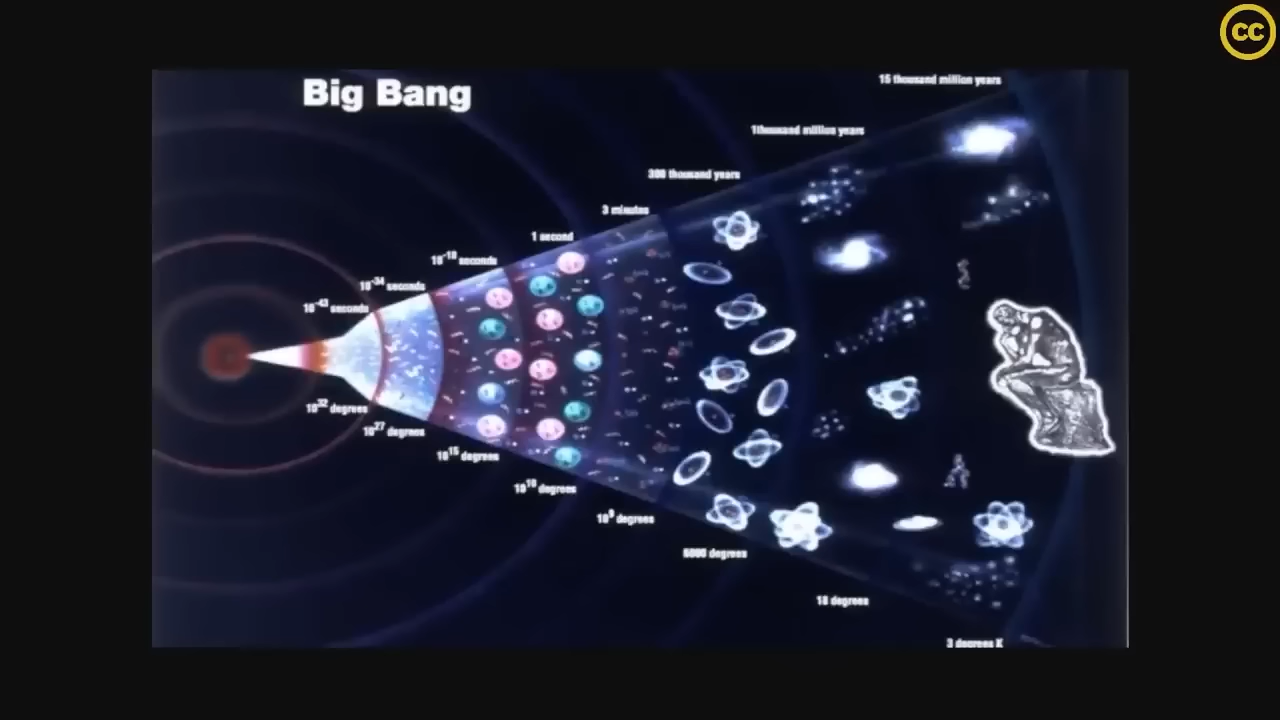 CC
Big Bang
15 thousand million years
1 thousand million years
300 thousand years
3 minutes
1 second
10⁻¹⁰ seconds
10⁻³⁴ seconds
10⁻⁴³ seconds
10³² degrees
10²⁷ degrees
10¹⁵ degrees
10¹⁰ degrees
10⁹ degrees
6000 degrees
18 degrees
3 degrees K